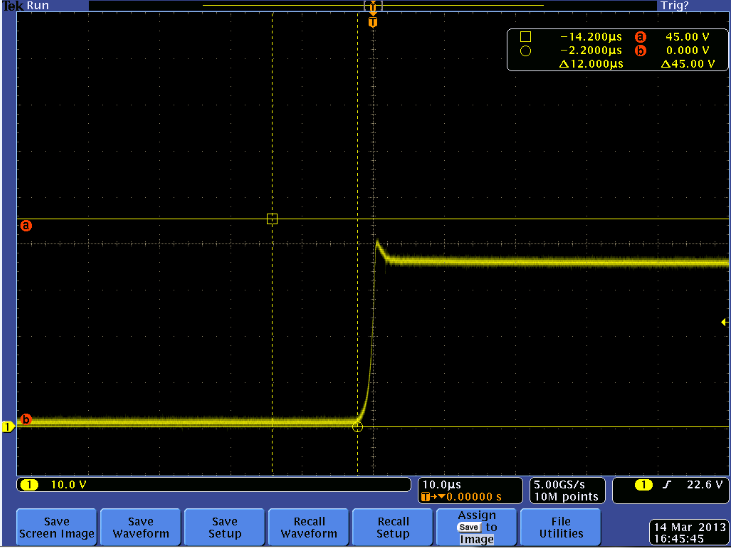 Tek Run Trig?
T
T
−14.200µs a 45.00 V
−2.2000µs b 0.000 V
Δ12.000µs Δ45.00 V
a
b
1
1 10.0 V 10.0µs 5.00GS/s 1 22.6 V
T→▼0.00000 s 10M points
Save Screen Image
Save Waveform
Save Setup
Recall Waveform
Recall Setup
Assign Save to Image
File Utilities
14 Mar 2013
16:45:45